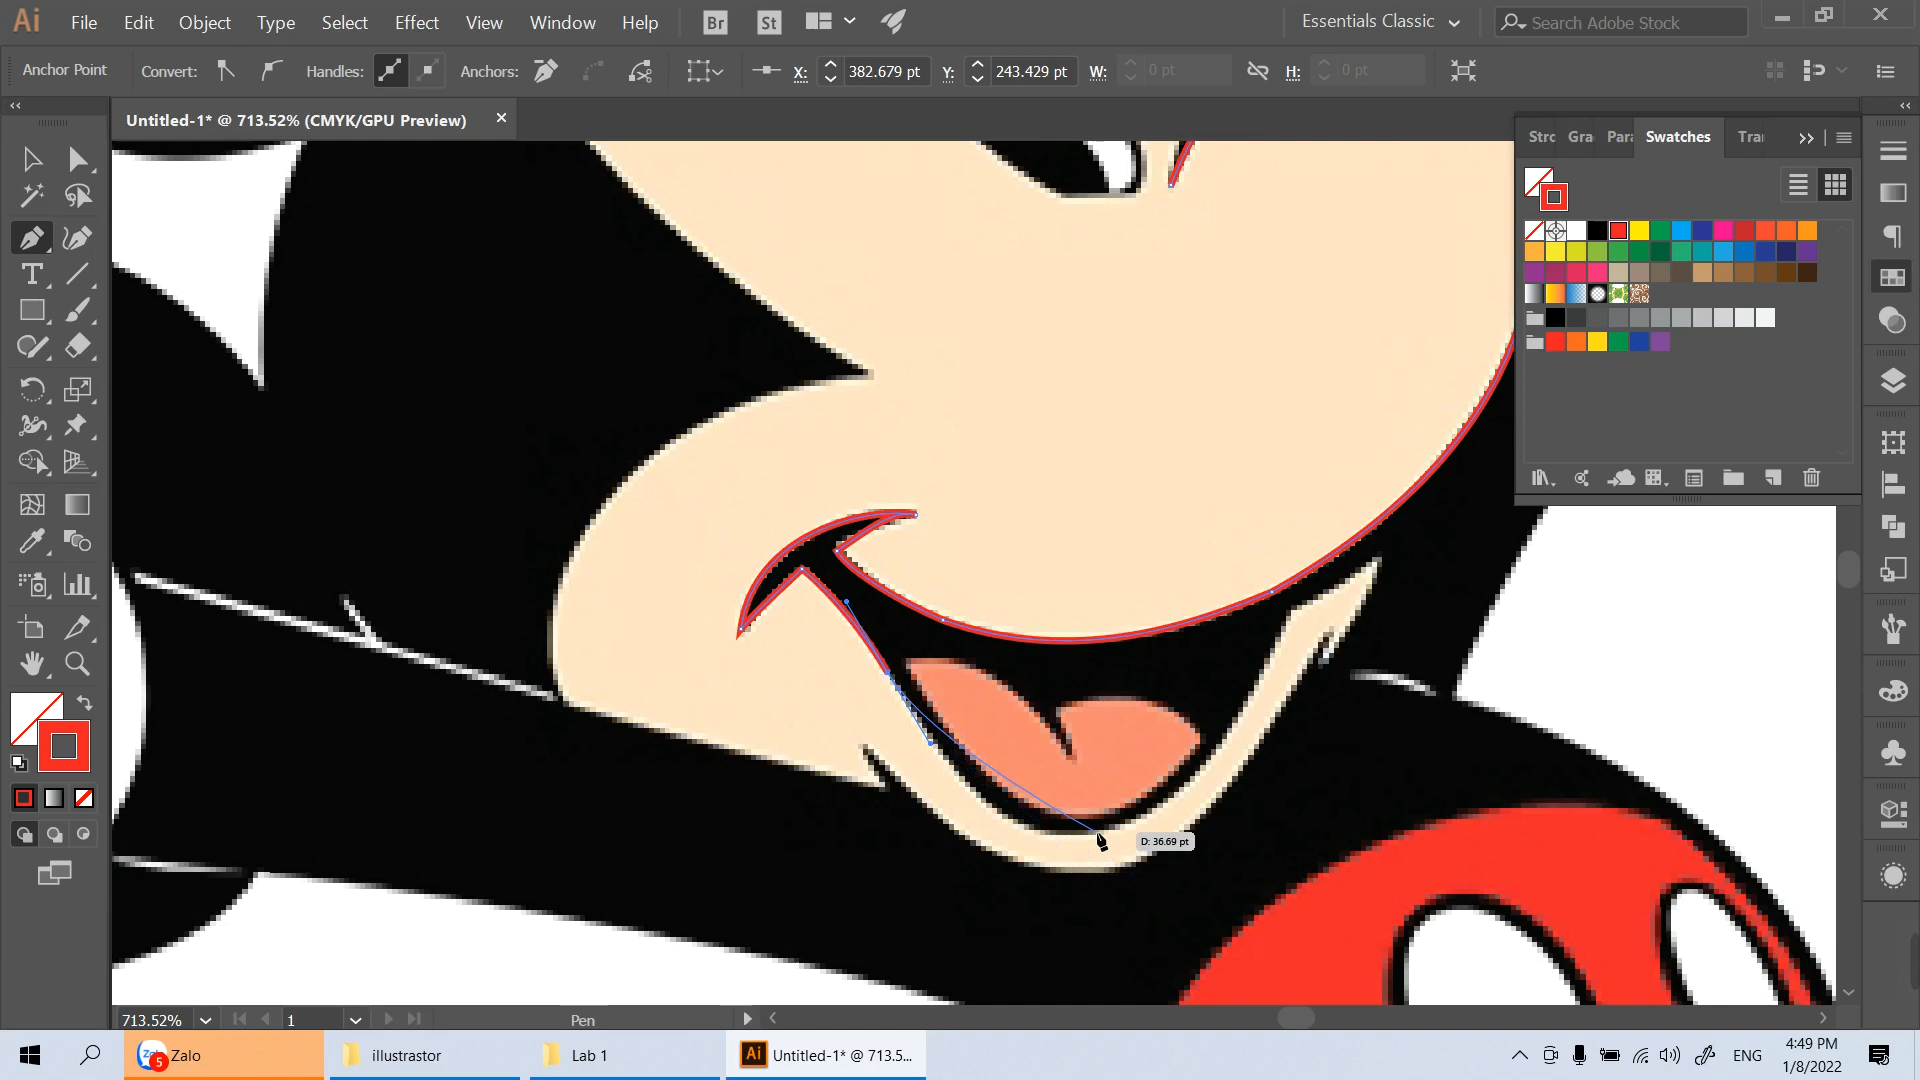 Ai File Edit Object Type Select Effect View Window Help Br St Essentials Classic Search Adobe Stock
Anchor Point Convert: Handles: Anchors: X: 382.679 pt Y: 243.429 pt W: 0 pt H: 0 pt
Untitled-1* @ 713.52% (CMYK/GPU Preview)
Strc Gra Para Swatches Tra
D: 36.69 pt
713.52% 1 Pen
5 Zalo illustrastor Lab 1 Ai Untitled-1* @ 713.5... ENG 4:49 PM
1/8/2022